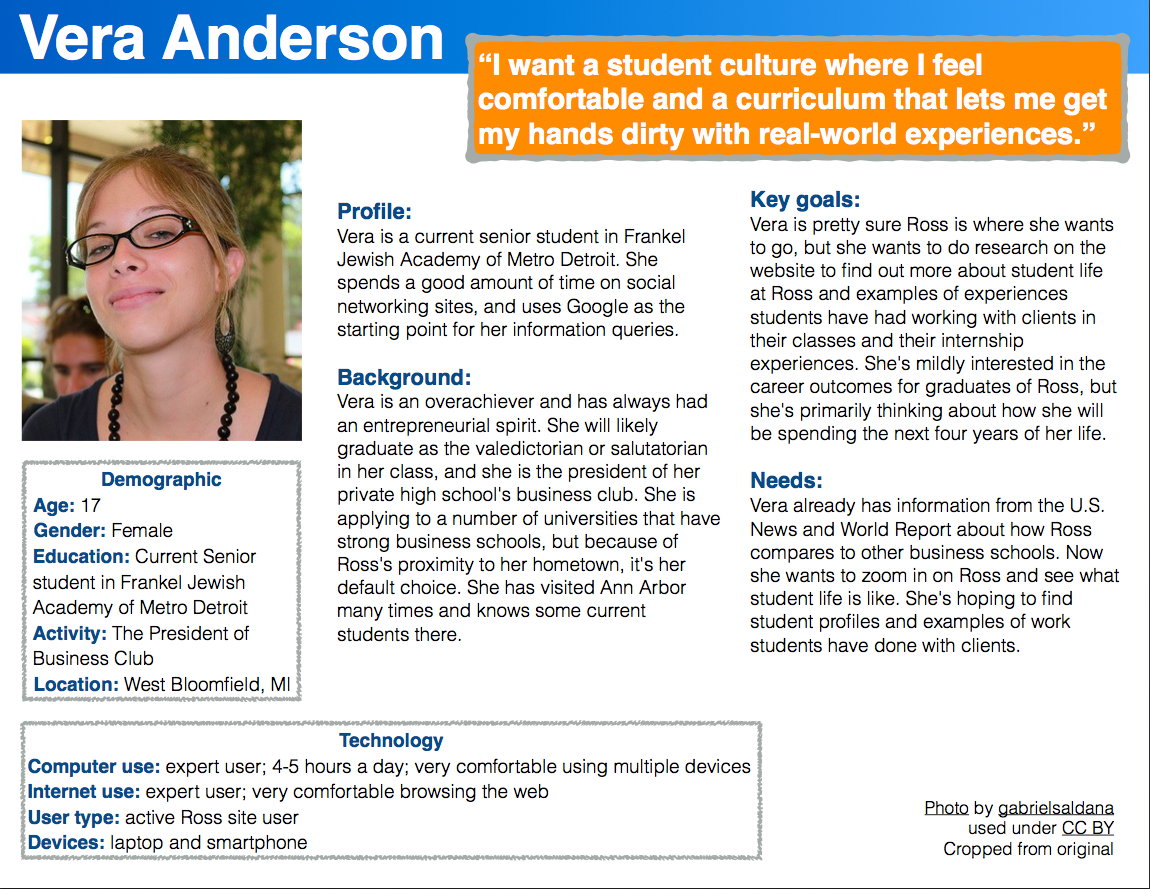 Vera Anderson
“I want a student culture where I feel
comfortable and a curriculum that lets me get
my hands dirty with real-world experiences.”
Profile:
Vera is a current senior student in Frankel
Jewish Academy of Metro Detroit. She
spends a good amount of time on social
networking sites, and uses Google as the
starting point for her information queries.
Background:
Vera is an overachiever and has always had
an entrepreneurial spirit. She will likely
graduate as the valedictorian or salutatorian
in her class, and she is the president of her
private high school's business club. She is
applying to a number of universities that have
strong business schools, but because of
Ross's proximity to her hometown, it's her
default choice. She has visited Ann Arbor
many times and knows some current
students there.
Key goals:
Vera is pretty sure Ross is where she wants
to go, but she wants to do research on the
website to find out more about student life
at Ross and examples of experiences
students have had working with clients in
their classes and their internship
experiences. She's mildly interested in the
career outcomes for graduates of Ross, but
she's primarily thinking about how she will
be spending the next four years of her life.
Needs:
Vera already has information from the U.S.
News and World Report about how Ross
compares to other business schools. Now
she wants to zoom in on Ross and see what
student life is like. She's hoping to find
student profiles and examples of work
students have done with clients.
Demographic
Age: 17
Gender: Female
Education: Current Senior
student in Frankel Jewish
Academy of Metro Detroit
Activity: The President of
Business Club
Location: West Bloomfield, MI
Technology
Computer use: expert user; 4-5 hours a day; very comfortable using multiple devices
Internet use: expert user; very comfortable browsing the web
User type: active Ross site user
Devices: laptop and smartphone
Photo by gabrielsaldana
used under CC BY
Cropped from original